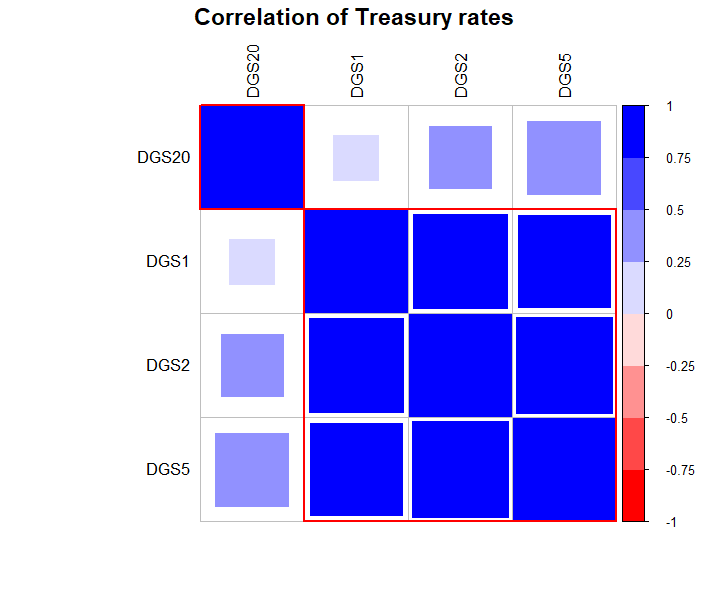 Correlation of Treasury rates
DGS20
DGS1
DGS2
DGS5
DGS20
DGS1
DGS2
DGS5
1
0.75
0.5
0.25
0
-0.25
-0.5
-0.75
-1